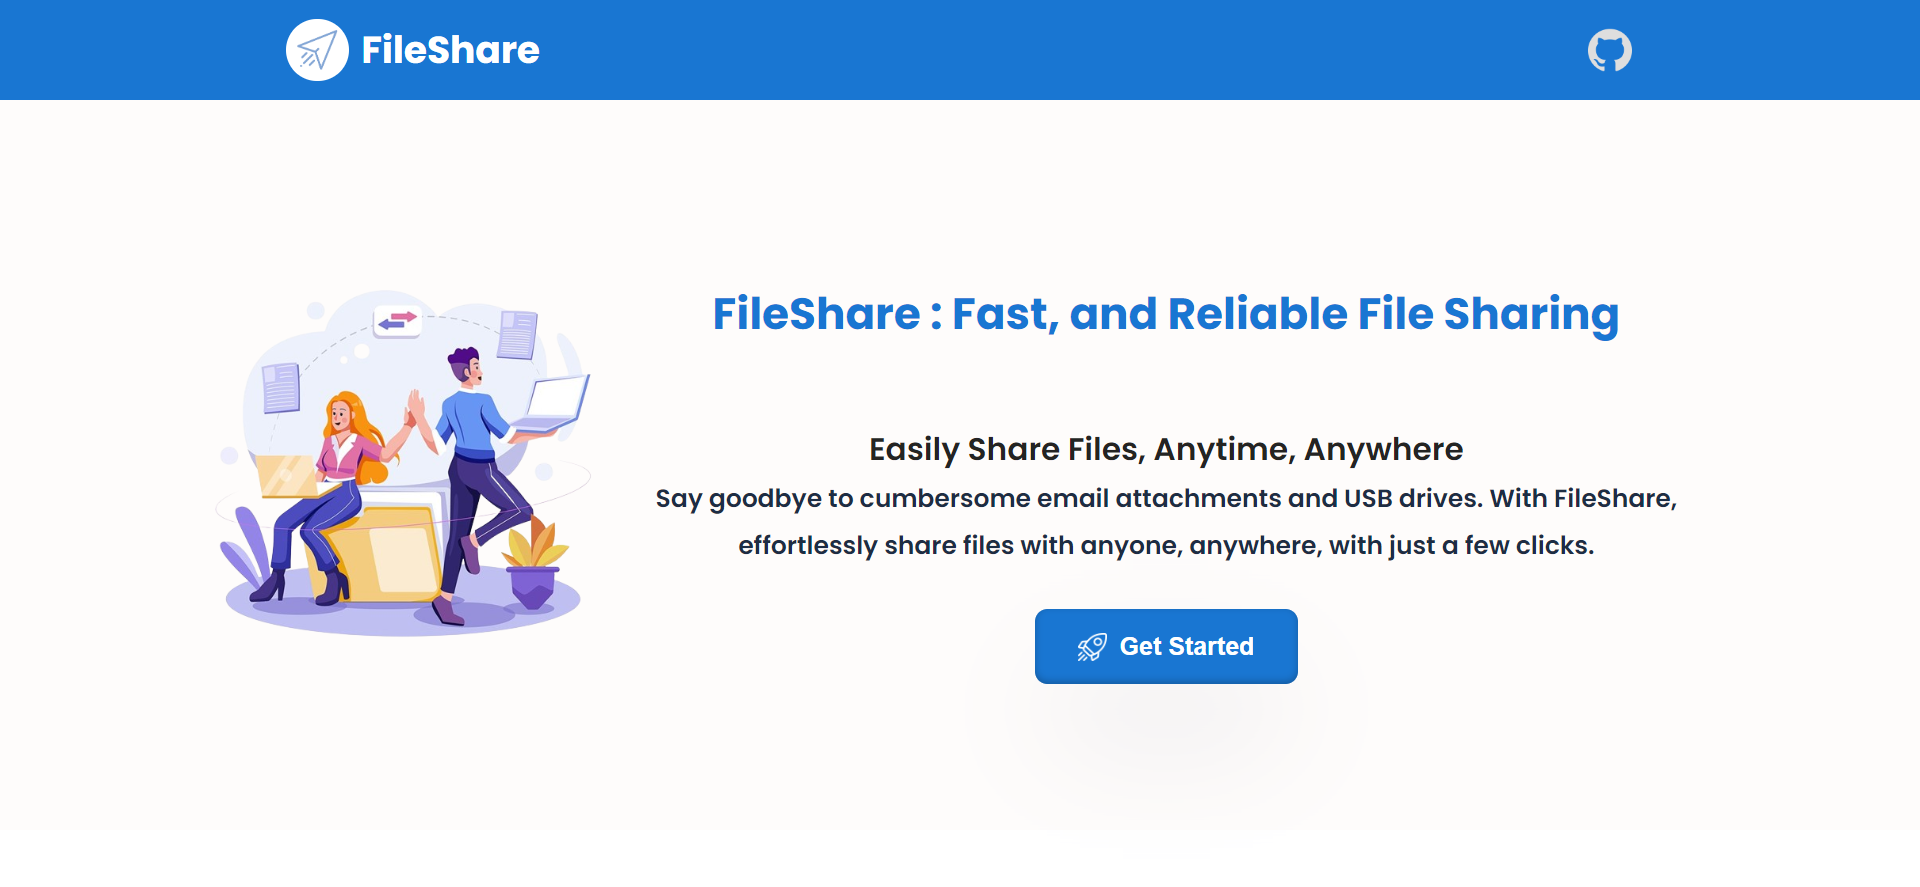 FileShare
FileShare : Fast, and Reliable File Sharing
Easily Share Files, Anytime, Anywhere
Say goodbye to cumbersome email attachments and USB drives. With FileShare,
effortlessly share files with anyone, anywhere, with just a few clicks.
Get Started